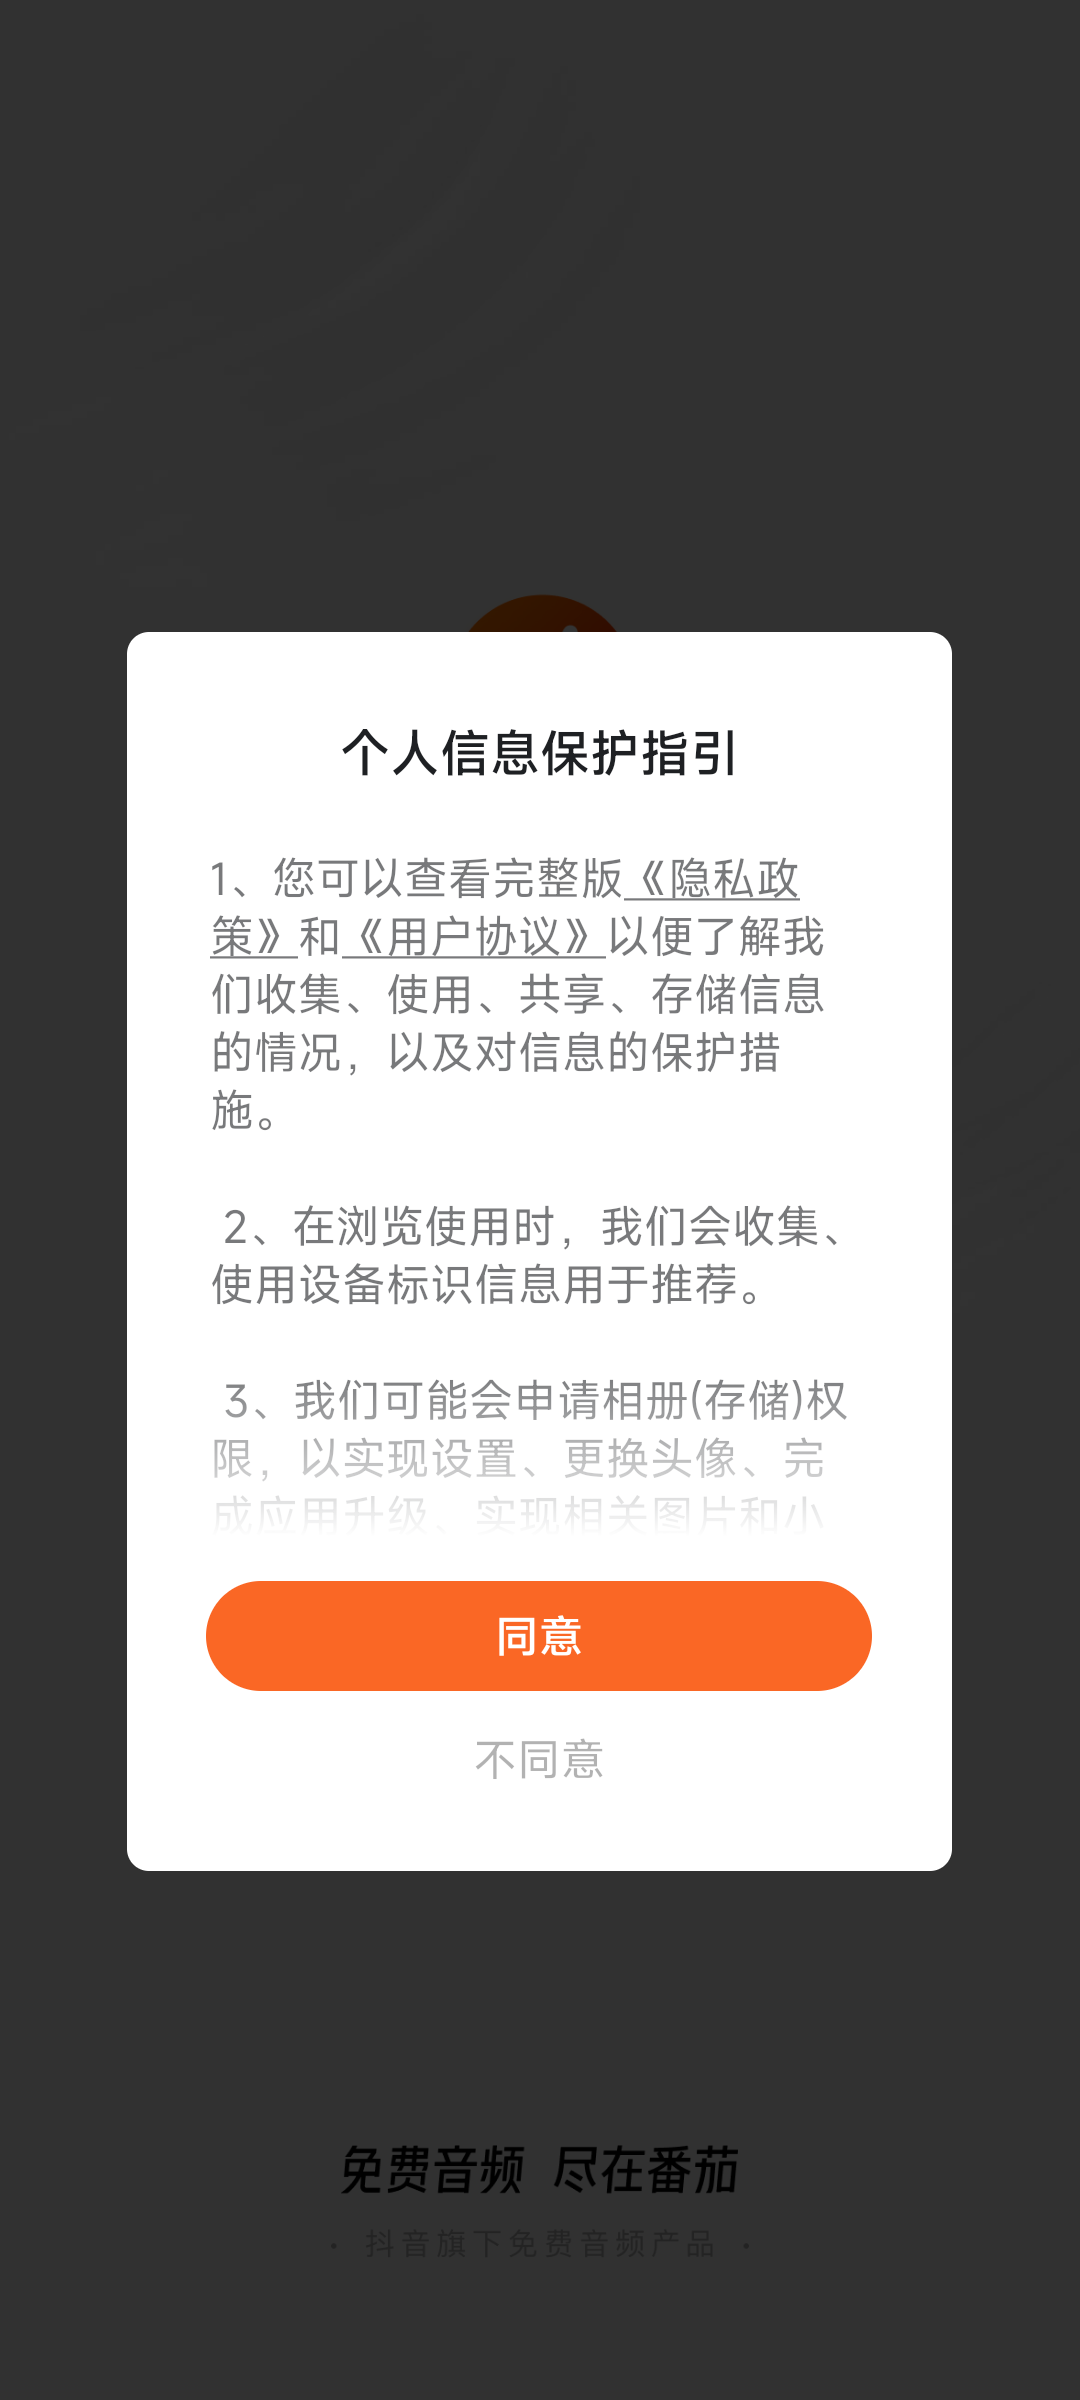 个人信息保护指引
1、您可以查看完整版《隐私政
策》和《用户协议》以便了解我
们收集、使用、共享、存储信息
的情况，以及对信息的保护措
施。
2、在浏览使用时，我们会收集、
使用设备标识信息用于推荐。
3、我们可能会申请相册(存储)权
限，以实现设置、更换头像、完
成应用升级、实现相关图片和小
同意
不同意
免费音频 尽在番茄
· 抖音旗下免费音频产品 ·